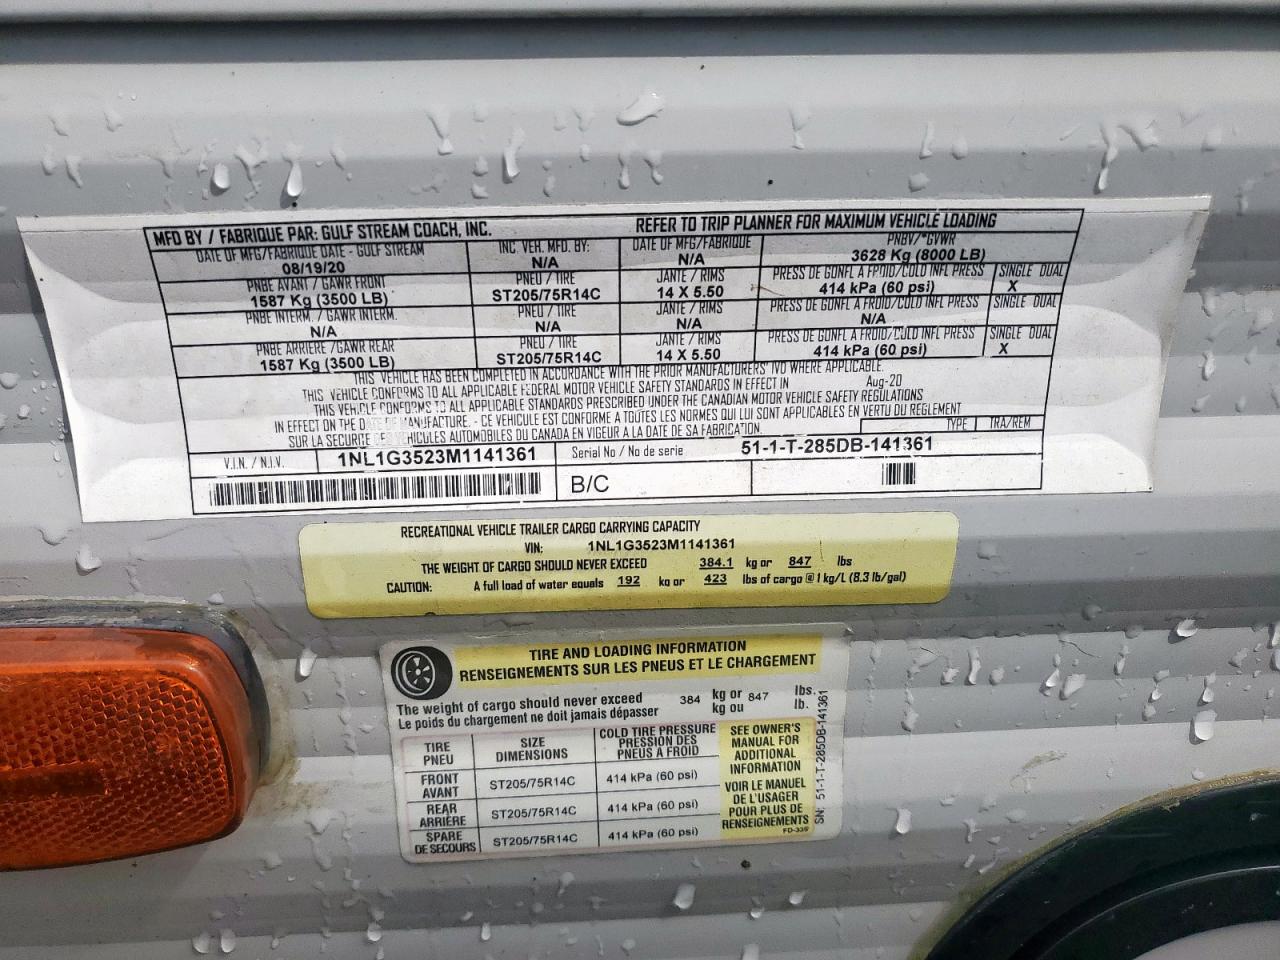 MFD BY / FABRIQUE PAR: GULF STREAM COACH, INC. REFER TO TRIP PLANNER FOR MAXIMUM VEHICLE LOADING
DATE OF MFG/FABRIQUE DATE - GULF STREAM INC. VEH. MFD. BY: DATE OF MFG/FABRIQUE PNBV/*GVWR
08/19/20 N/A N/A 3628 Kg (8000 LB)
PNBE AVANT / GAWR FRONT PNEU / TIRE JANTE / RIMS PRESS DE GONFL A FROID/COLD INFL PRESS SINGLE DUAL
1587 Kg (3500 LB) ST205/75R14C 14 X 5.50 414 kPa (60 psi) X
PNBE INTERM. / GAWR INTERM. PNEU / TIRE JANTE / RIMS PRESS DE GONFL A FROID/COLD INFL PRESS SINGLE DUAL
N/A N/A N/A N/A
PNBE ARRIERE /GAWR REAR PNEU / TIRE JANTE / RIMS PRESS DE GONFL A FROID/COLD INFL PRESS SINGLE DUAL
1587 Kg (3500 LB) ST205/75R14C 14 X 5.50 414 kPa (60 psi) X
THIS VEHICLE HAS BEEN COMPLETED IN ACCORDANCE WITH THE PRIOR MANUFACTURERS' IVD WHERE APPLICABLE.
THIS VEHICLE CONFORMS TO ALL APPLICABLE FEDERAL MOTOR VEHICLE SAFETY STANDARDS IN EFFECT IN Aug-20
THIS VEHICLE CONFORMS TO ALL APPLICABLE STANDARDS PRESCRIBED UNDER THE CANADIAN MOTOR VEHICLE SAFETY REGULATIONS
IN EFFECT ON THE DATE OF MANUFACTURE. - CE VEHICULE EST CONFORME A TOUTES LES NORMES QUI LUI SONT APPLICABLES EN VERTU DU REGLEMENT
SUR LA SECURITE DES VEHICULES AUTOMOBILES DU CANADA EN VIGEUR A LA DATE DE SA FABRICATION. TYPE TRA/REM
V.I.N. / N.I.V. 1NL1G3523M1141361 Serial No / No de serie 51-1-T-285DB-141361
B/C
RECREATIONAL VEHICLE TRAILER CARGO CARRYING CAPACITY
VIN: 1NL1G3523M1141361
THE WEIGHT OF CARGO SHOULD NEVER EXCEED 384.1 kg or 847 lbs
CAUTION: A full load of water equals 192 kg or 423 lbs of cargo @ 1 kg/L (8.3 lb/gal)
TIRE AND LOADING INFORMATION
RENSEIGNEMENTS SUR LES PNEUS ET LE CHARGEMENT
The weight of cargo should never exceed 384 kg or 847 Lbs.
Le poids du chargement ne doit jamais dépasser kg ou lb.
TIRE SIZE COLD TIRE PRESSURE
PNEU DIMENSIONS PRESSION DES
PNEUS A FROID
FRONT
AVANT ST205/75R14C 414 kPa (60 psi)
REAR
ARRIÈRE ST205/75R14C 414 kPa (60 psi)
SPARE
DE SECOURS ST205/75R14C 414 kPa (60 psi)
SEE OWNER'S
MANUAL FOR
ADDITIONAL
INFORMATION
VOIR LE MANUEL
DE L'USAGER
POUR PLUS DE
RENSEIGNEMENTS
FD-339
SN: 51-1-T-285DB-141361